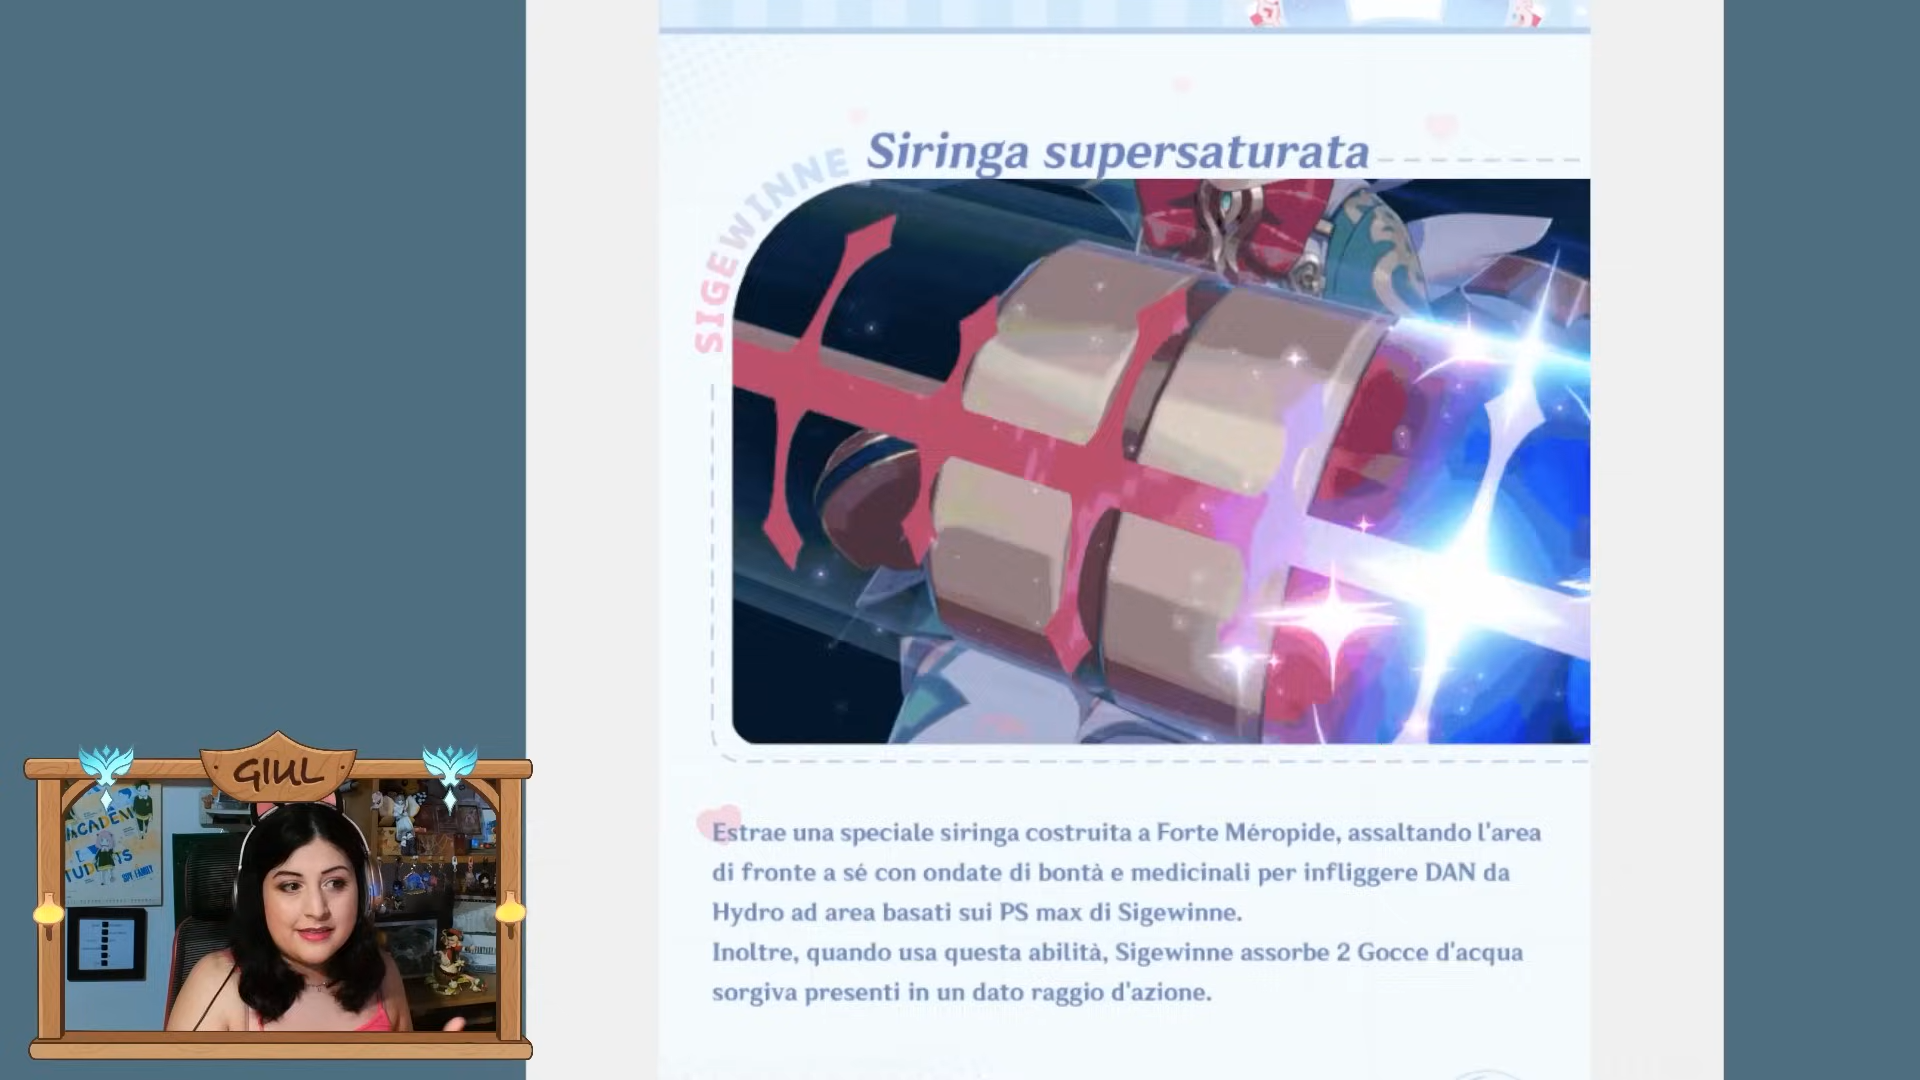 Siringa supersaturata
SIGEWINNE
Estrae una speciale siringa costruita a Forte Méropide, assaltando l'area
di fronte a sé con ondate di bontà e medicinali per infliggere DAN da
Hydro ad area basati sui PS max di Sigewinne.
Inoltre, quando usa questa abilità, Sigewinne assorbe 2 Gocce d'acqua
sorgiva presenti in un dato raggio d'azione.
GIUL
SPY FAMILY